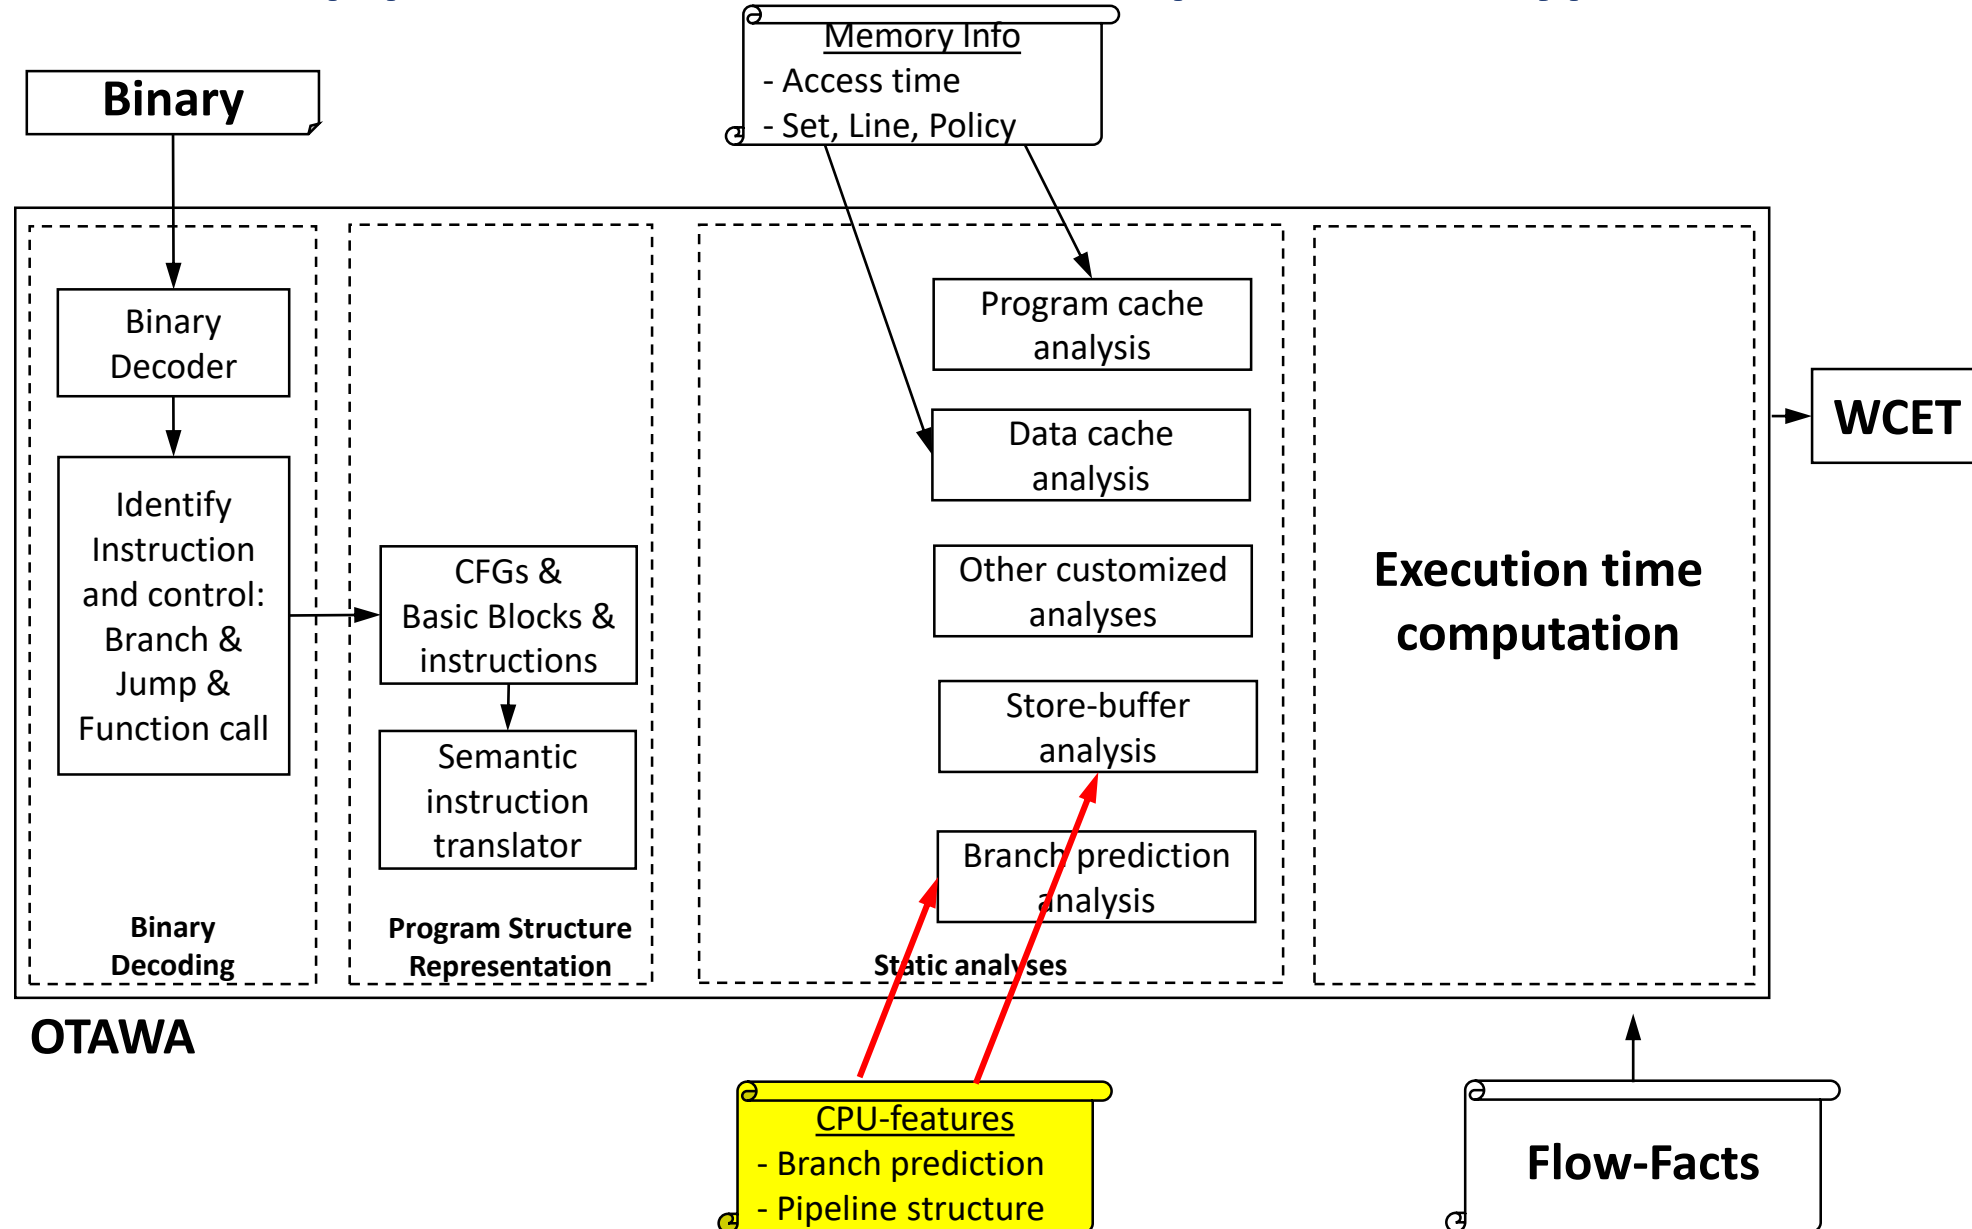 Memory Info
- Access time
- Set, Line, Policy
Binary
Binary
Decoder
Identify
Instruction
and control:
Branch &
Jump &
Function call
Binary
Decoding
CFGs &
Basic Blocks &
instructions
Semantic
instruction
translator
Program Structure
Representation
Program cache
analysis
Data cache
analysis
Other customized
analyses
Store-buffer
analysis
Branch prediction
analysis
Static analyses
Execution time
computation
WCET
OTAWA
CPU-features
- Branch prediction
- Pipeline structure
Flow-Facts